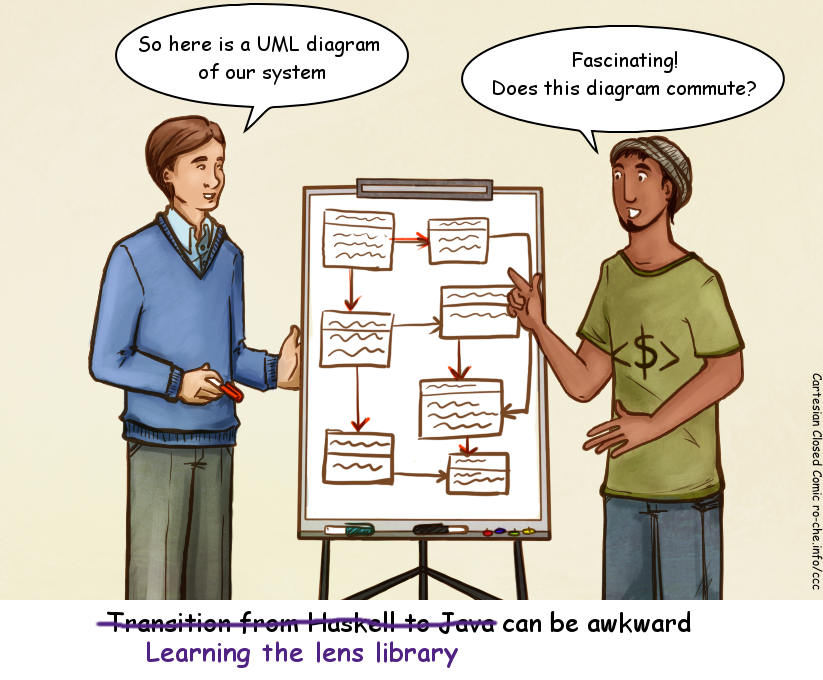 So here is a UML diagram
of our system
Fascinating!
Does this diagram commute?
<$>
Cartesian Closed Comic ro-che.info/ccc
Transition from Haskell to Java can be awkward
Learning the lens library